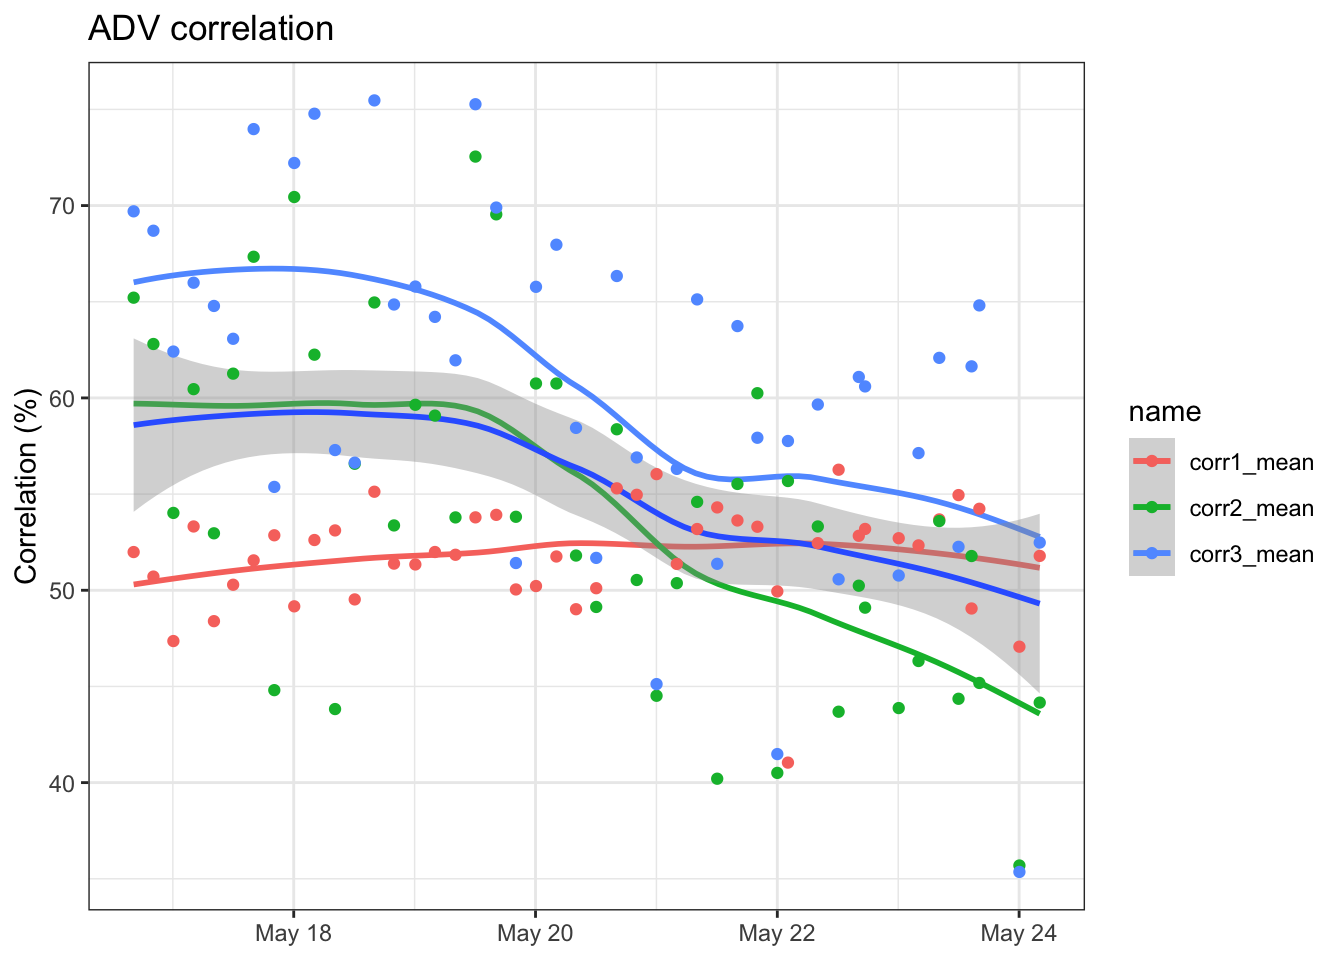 ADV correlation
Correlation (%)
70
60
50
40
May 18
May 20
May 22
May 24
name
corr1_mean
corr2_mean
corr3_mean